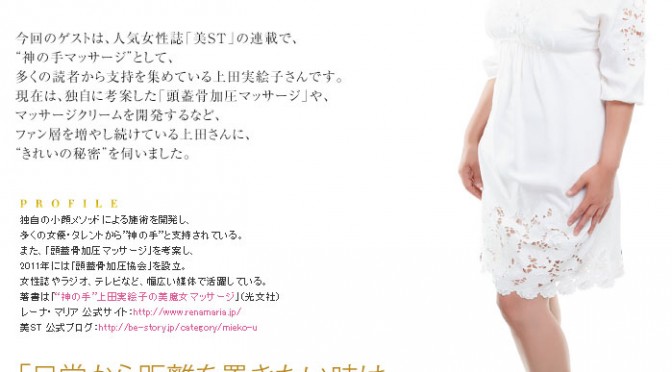 今回のゲストは、人気女性誌「美ST」の連載で、
“神の手マッサージ”として、
多くの読者から支持を集めている上田実絵子さんです。
現在は、独自に考案した「頭蓋骨加圧マッサージ」や、
マッサージクリームを開発するなど、
ファン層を増やし続けている上田さんに、
“きれいの秘密”を伺いました。
PROFILE
独自の小顔メソッドによる施術を開発し、
多くの女優・タレントから”神の手”と支持されている。
また、「頭蓋骨加圧マッサージ」を考案し、
2011年には「頭蓋骨加圧協会」を設立。
女性誌やラジオ、テレビなど、幅広い媒体で活躍している。
著書は「“神の手”上田実絵子の美魔女マッサージ」(光文社)
レーナ・マリア 公式サイト：http://www.renamaria.jp/
美ST 公式ブログ：http://be-story.jp/category/mieko-u
「日常から距離を置きたい時は